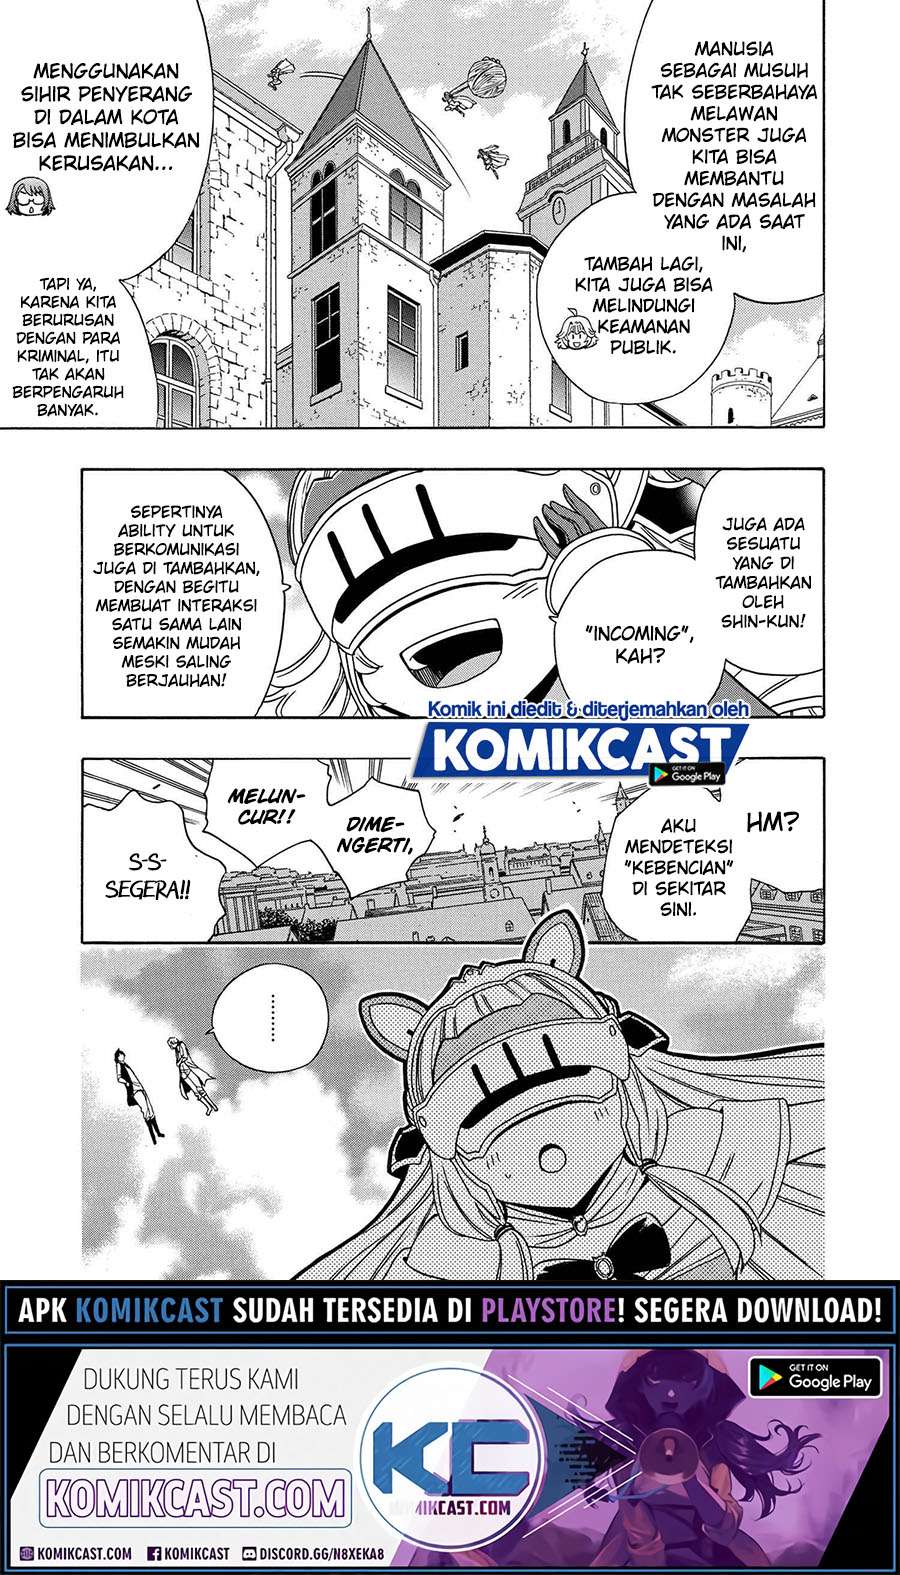 MANUSIA
SEBAGAI MUSUH
TAK SEBERBAHAYA
MELAWAN
MONSTER JUGA
KITA BISA
MEMBANTU
DENGAN MASALAH
YANG ADA SAAT
INI,
TAMBAH LAGI,
KITA JUGA BISA
MELINDUNGI
KEAMANAN
PUBLIK.
MENGGUNAKAN
SIHIR PENYERANG
DI DALAM KOTA
BISA MENIMBULKAN
KERUSAKAN...
TAPI YA,
KARENA KITA
BERURUSAN
DENGAN PARA
KRIMINAL, ITU
TAK AKAN
BERPENGARUH
BANYAK.
JUGA ADA
SESUATU
YANG DI
TAMBAHKAN
OLEH
SHIN-KUN!
"INCOMING",
KAH?
SEPERTINYA
ABILITY UNTUK
BERKOMUNIKASI
JUGA DI TAMBAHKAN,
DENGAN BEGITU
MEMBUAT INTERAKSI
SATU SAMA LAIN
SEMAKIN MUDAH
MESKI SALING
BERJAUHAN!
Komik ini diedit & diterjemahkan oleh
KOMIKCAST
GET IT ON
Google Play
HM?
AKU
MENDETEKSI
"KEBENCIAN"
DI SEKITAR
SINI.
DIME-
NGERTI,
MELUN-
CUR!!
S-S-
SEGERA!!
.........
APK KOMIKCAST SUDAH TERSEDIA DI PLAYSTORE! SEGERA DOWNLOAD!
DUKUNG TERUS KAMI
DENGAN SELALU MEMBACA
DAN BERKOMENTAR DI
KOMIKCAST.COM
KC
GET IT ON
Google Play
KOMIKCAST.COM KOMIKCAST DISCORD.GG/N8XEKA8